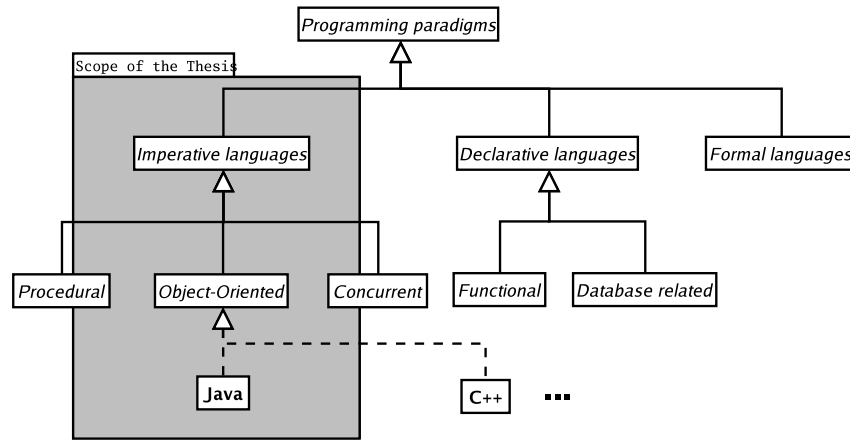 Programming paradigms
Scope of the Thesis
Imperative languages
Declarative languages
Formal languages
Procedural
Object-Oriented
Concurrent
Functional
Database related
Java
C++
...